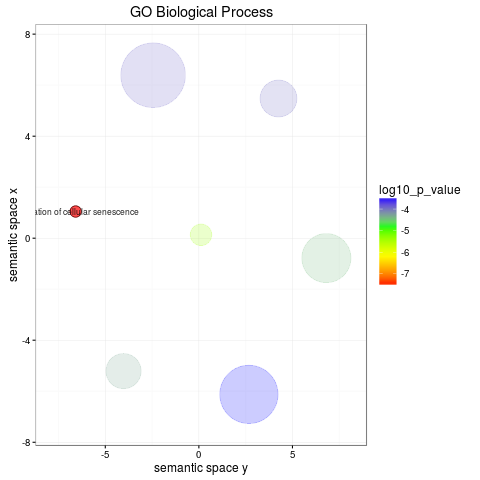 GO Biological Process
8
4
0
-4
-8
semantic space x
of cellular senescence
-5
0
5
semantic space y
log10_p_value
-4
-5
-6
-7